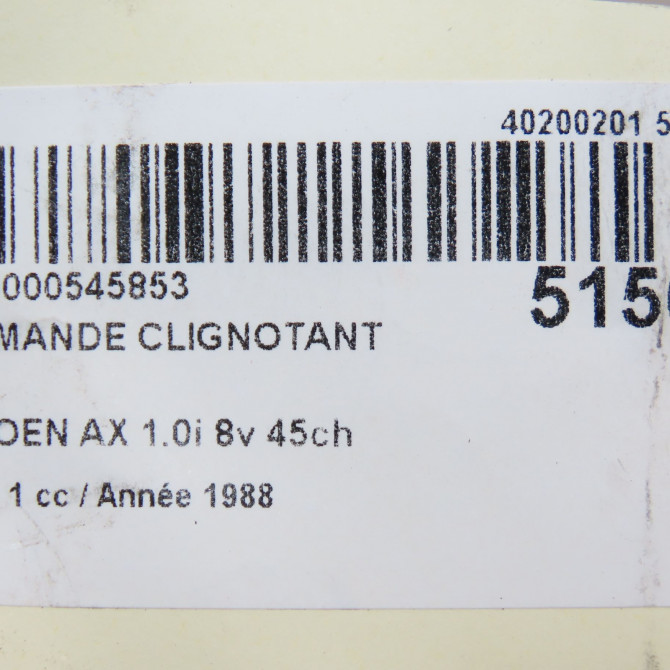 40200201 5
000545853
515
MANDE CLIGNOTANT
OEN AX 1.0i 8v 45ch
1 cc / Année 1988